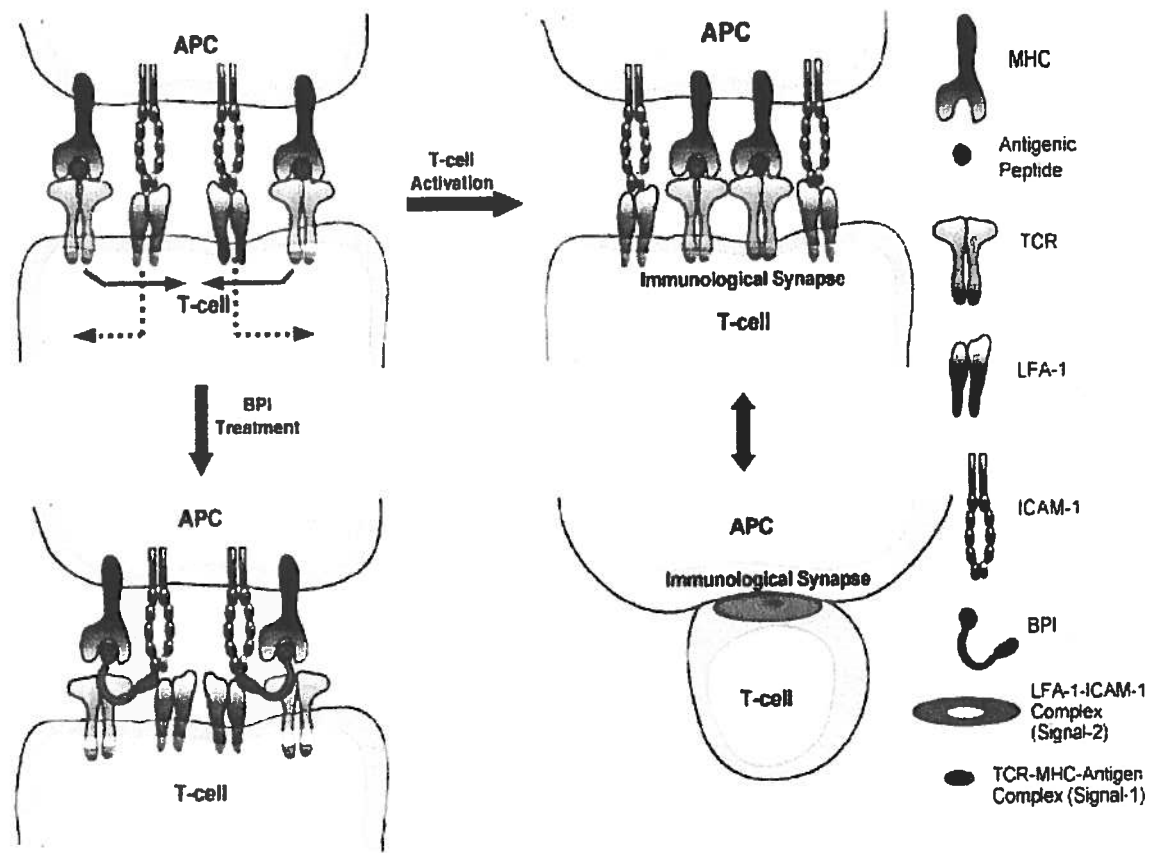 APC
T-cell
T-cell
Activation
APC
Immunological Synapse
T-cell
BPI
Treatment
APC
T-cell
APC
Immunological Synapse
T-cell
MHC
Antigenic
Peptide
TCR
LFA-1
ICAM-1
BPI
LFA-1-ICAM-1
Complex
(Signal-2)
TCR-MHC-Antigen
Complex (Signal-1)